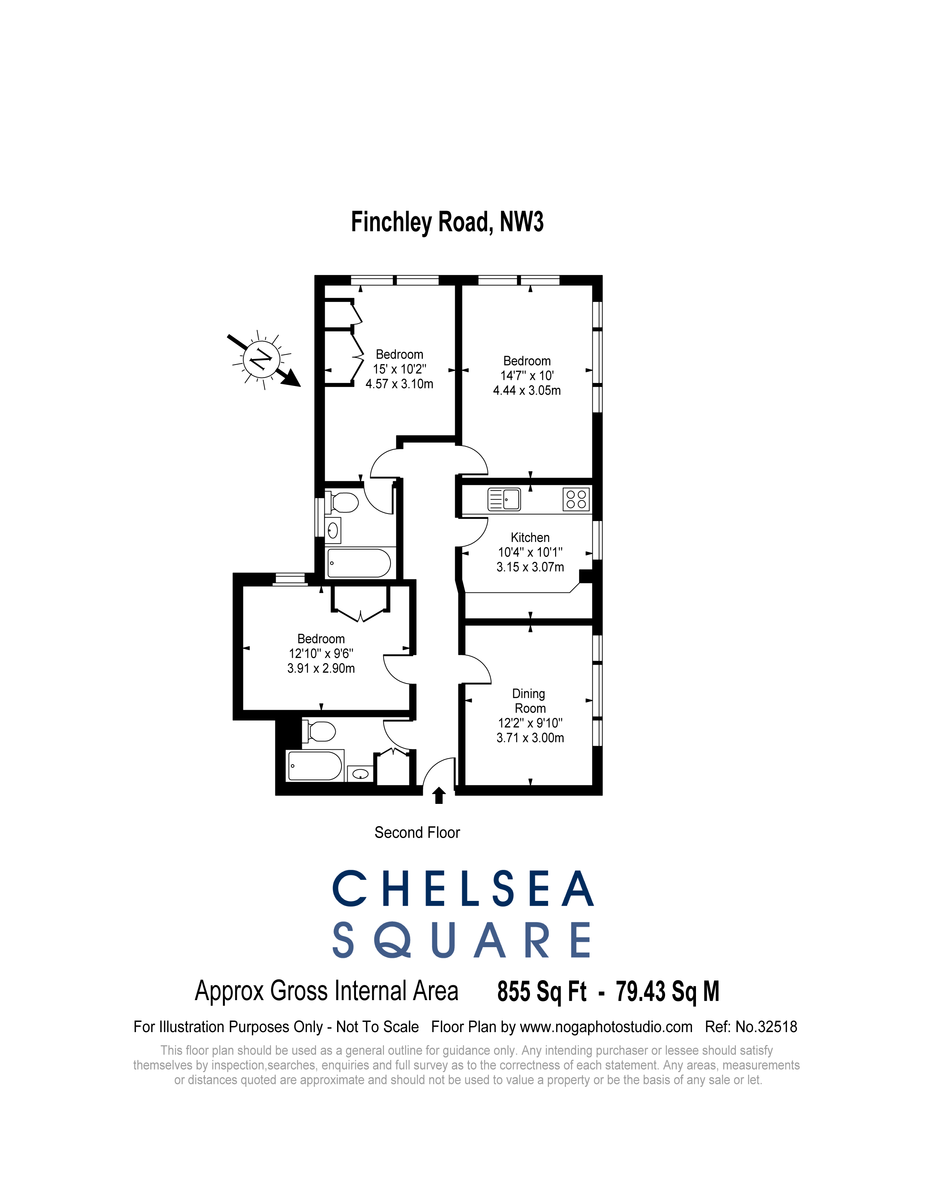 Finchley Road, NW3
N
Bedroom
15' x 10'2"
4.57 x 3.10m
Bedroom
14'7" x 10'
4.44 x 3.05m
Kitchen
10'4" x 10'1"
3.15 x 3.07m
Bedroom
12'10" x 9'6"
3.91 x 2.90m
Dining
Room
12'2" x 9'10"
3.71 x 3.00m
Second Floor
CHELSEA
SQUARE
Approx Gross Internal Area 855 Sq Ft - 79.43 Sq M
For Illustration Purposes Only - Not To Scale Floor Plan by www.nogaphotostudio.com Ref: No.32518
This floor plan should be used as a general outline for guidance only. Any intending purchaser or lessee should satisfy
themselves by inspection,searches, enquiries and full survey as to the correctness of each statement. Any areas, measurements
or distances quoted are approximate and should not be used to value a property or be the basis of any sale or let.